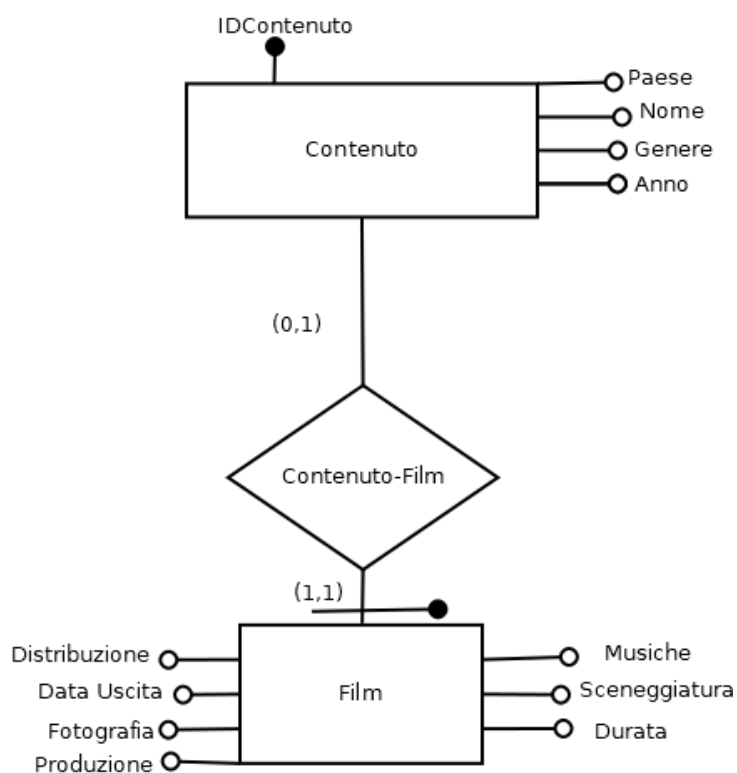 IDContenuto
Paese
Nome
Contenuto
Genere
Anno
(0,1)
Contenuto-Film
(1,1)
Distribuzione
Musiche
Data Uscita
Film
Sceneggiatura
Fotografia
Durata
Produzione